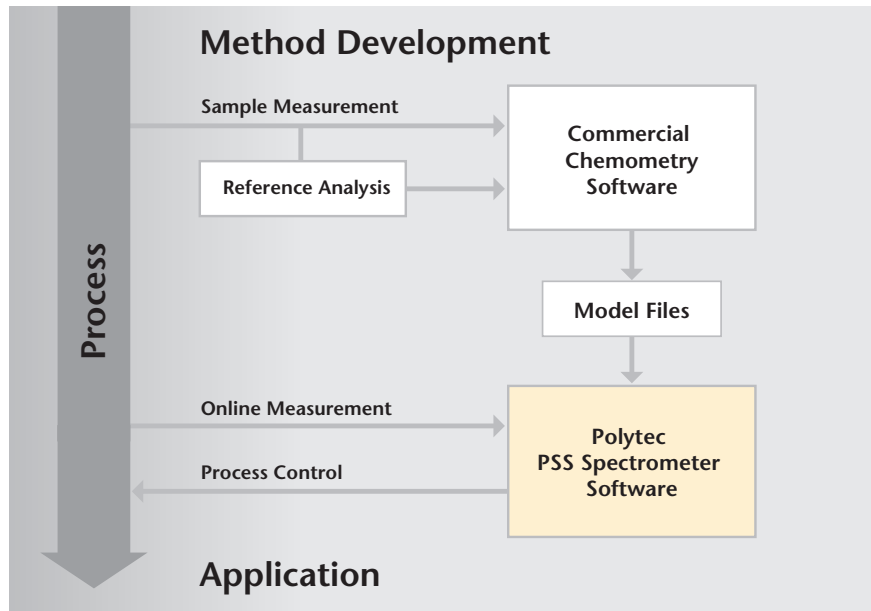 Method Development
Sample Measurement
Commercial
Chemometry
Software
Reference Analysis
Process
Model Files
Online Measurement
Polytec
PSS Spectrometer
Software
Process Control
Application